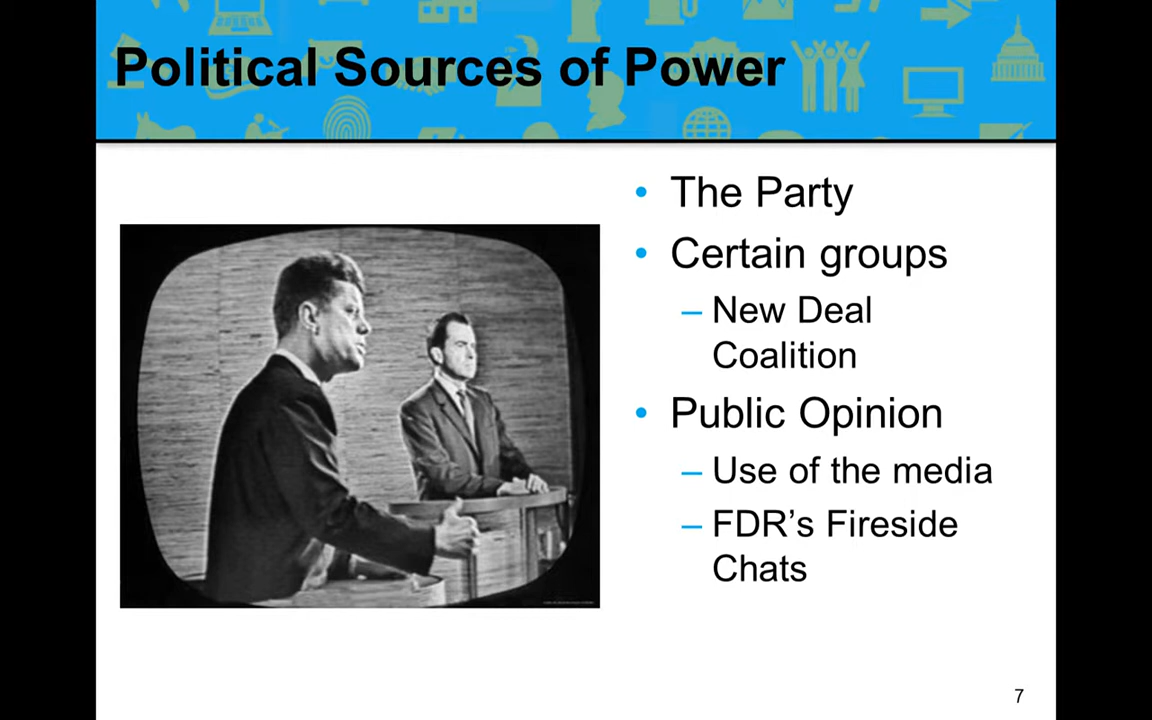 Political Sources of Power
• The Party
• Certain groups
– New Deal
Coalition
• Public Opinion
– Use of the media
– FDR’s Fireside
Chats
7